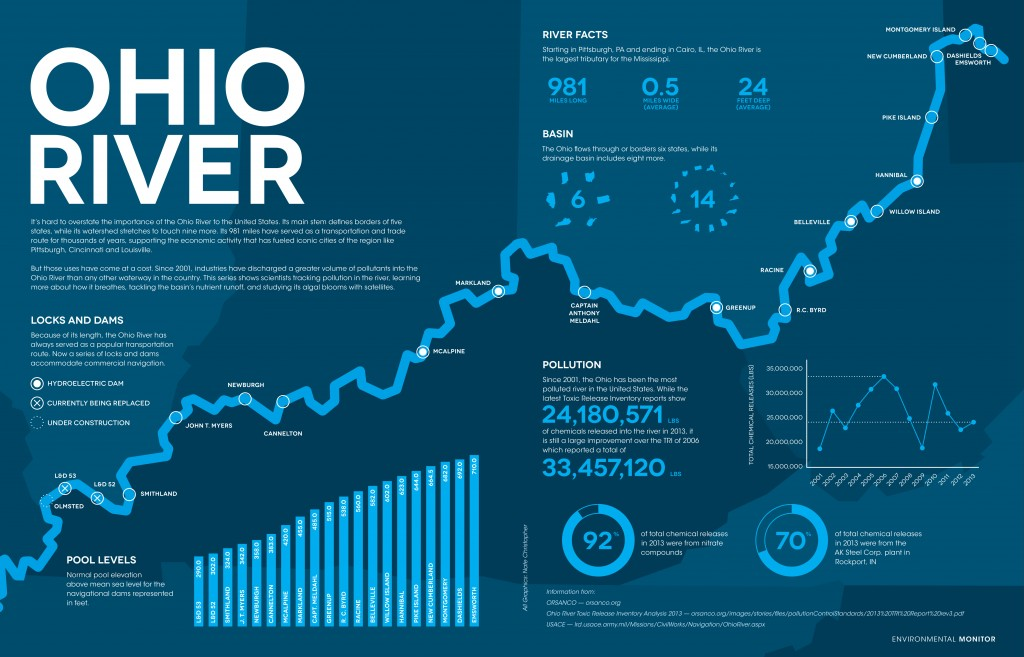 OHIO
RIVER
It's hard to overstate the importance of the Ohio River to the United States. Its main stem defines borders of five
states, while its watershed stretches to touch nine more. Its 981 miles have served as a transportation and trade
route for thousands of years, supporting the economic activity that has fueled iconic cities of the region like
Pittsburgh, Cincinnati and Louisville.
But those uses have come at a cost. Since 2001, industries have discharged a greater volume of pollutants into the
Ohio River than any other waterway in the country. This series shows scientists tracking pollution in the river, learning
more about how it breathes, tackling the basin's nutrient runoff, and studying its algal blooms with satellites.
LOCKS AND DAMS
Because of its length, the Ohio River has
always served as a popular transportation
route. Now a series of locks and dams
accommodate commercial navigation.
HYDROELECTRIC DAM
CURRENTLY BEING REPLACED
UNDER CONSTRUCTION
RIVER FACTS
Starting in Pittsburgh, PA and ending in Cairo, IL, the Ohio River is
the largest tributary for the Mississippi.
981
MILES LONG
0.5
MILES WIDE
(AVERAGE)
24
FEET DEEP
(AVERAGE)
BASIN
The Ohio flows through or borders six states, while its
drainage basin includes eight more.
6
14
MONTGOMERY ISLAND
DASHIELDS
EMSWORTH
NEW CUMBERLAND
PIKE ISLAND
HANNIBAL
WILLOW ISLAND
BELLEVILLE
RACINE
R.C. BYRD
GREENUP
CAPTAIN
ANTHONY
MELDAHL
MARKLAND
MCALPINE
CANNELTON
NEWBURGH
JOHN T. MYERS
SMITHLAND
L&D 52
L&D 53
OLMSTED
POOL LEVELS
Normal pool elevation
above mean sea level for the
navigational dams represented
in feet.
L&D 53 290.0
L&D 52 302.0
SMITHLAND 324.0
J. T. MYERS 342.0
NEWBURGH 358.0
CANNELTON 383.0
MCALPINE 420.0
MARKLAND 455.0
CAPT. MELDAHL 485.0
GREENUP 515.0
R. C. BYRD 538.0
RACINE 560.0
BELLEVILLE 582.0
WILLOW ISLAND 602.0
HANNIBAL 623.0
PIKE ISLAND 644.0
NEW CUMBERLAND 664.5
MONTGOMERY 682.0
DASHIELDS 692.0
EMSWORTH 710.0
POLLUTION
Since 2001, the Ohio has been the most
polluted river in the United States. While the
latest Toxic Release Inventory reports show
24,180,571 LBS
of chemicals released into the river in 2013, it
is still a large improvement over the TRI of 2006
which reported a total of
33,457,120 LBS
TOTAL CHEMICAL RELEASES (LBS)
35,000,000
30,000,000
25,000,000
20,000,000
15,000,000
2001 2002 2003 2004 2005 2006 2007 2008 2009 2010 2011 2012 2013
92%
of total chemical releases
in 2013 were from nitrate
compounds
70%
of total chemical releases
in 2013 were from the
AK Steel Corp. plant in
Rockport, IN
All Graphics: Nate Christopher
Information from:
ORSANCO — orsanco.org
Ohio River Toxic Release Inventory Analysis 2013 — orsanco.org/images/stories/files/pollutionControlStandards/2013%20TRI%20Report%20rev3.pdf
USACE — lrd.usace.army.mil/Missions/CivilWorks/Navigation/OhioRiver.aspx
ENVIRONMENTAL MONITOR